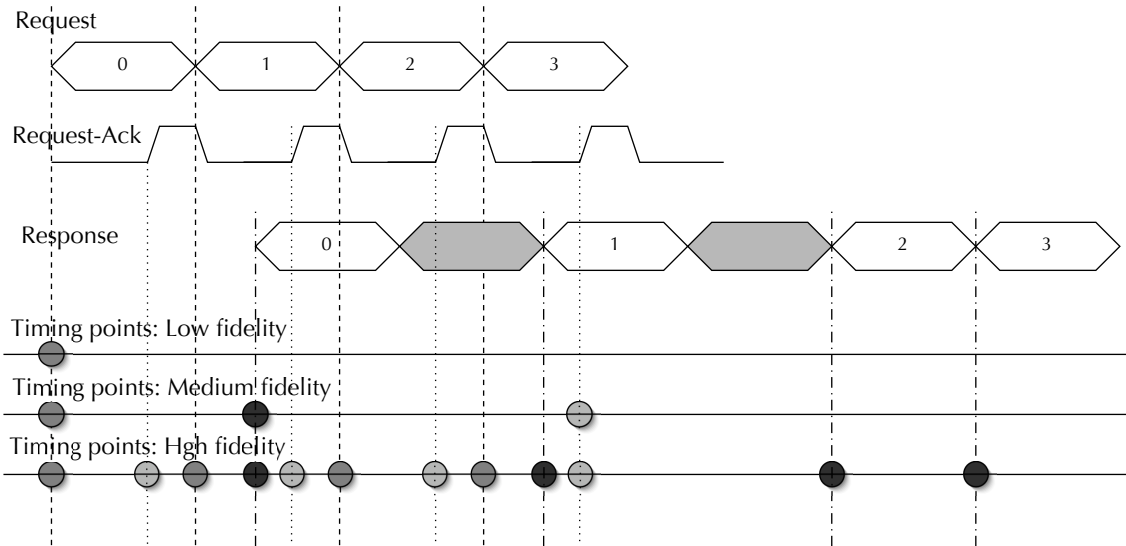 Request
0 1 2 3
Request-Ack
Response
0 1 2 3
Timing points: Low fidelity
Timing points: Medium fidelity
Timing points: Hgh fidelity